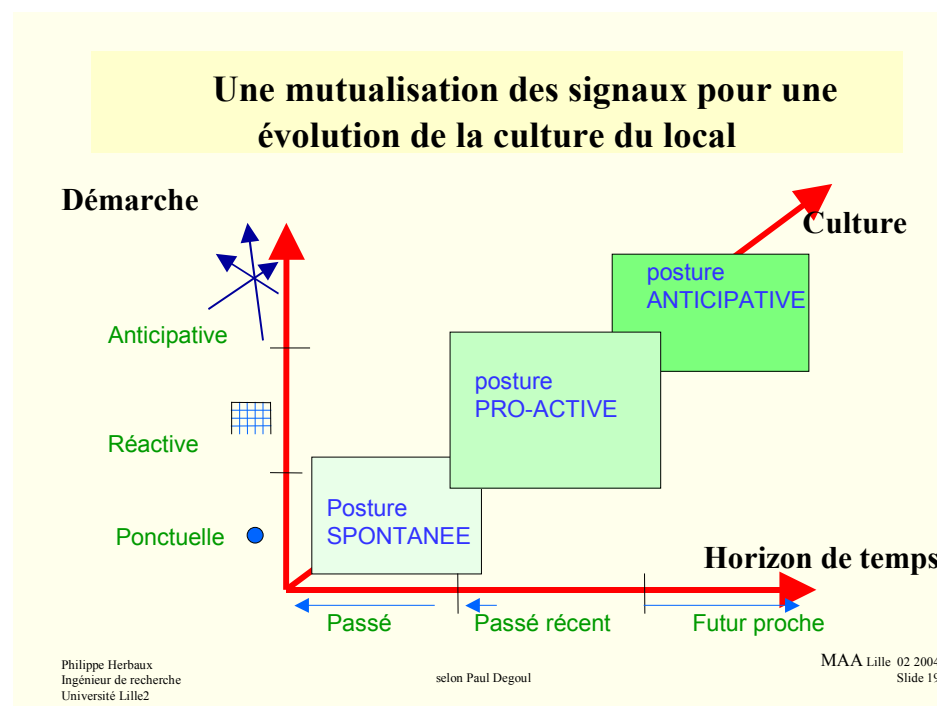 Une mutualisation des signaux pour une
évolution de la culture du local
Démarche
Culture
posture
ANTICIPATIVE
Anticipative
posture
PRO-ACTIVE
Réactive
Posture
SPONTANEE
Ponctuelle
Horizon de temps
Passé
Passé récent
Futur proche
Philippe Herbaux
Ingénieur de recherche
Université Lille2
selon Paul Degoul
MAA Lille 02 2004
Slide 19